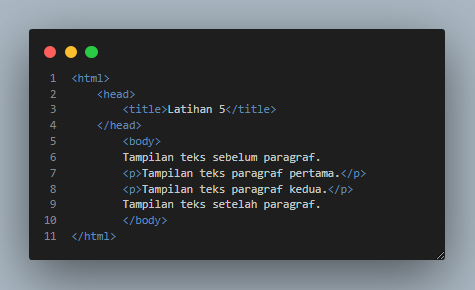 1 <html>
2     <head>
3         <title>Latihan 5</title>
4     </head>
5         <body>
6         Tampilan teks sebelum paragraf.
7         <p>Tampilan teks paragraf pertama.</p>
8         <p>Tampilan teks paragraf kedua.</p>
9         Tampilan teks setelah paragraf.
10         </body>
11 </html>